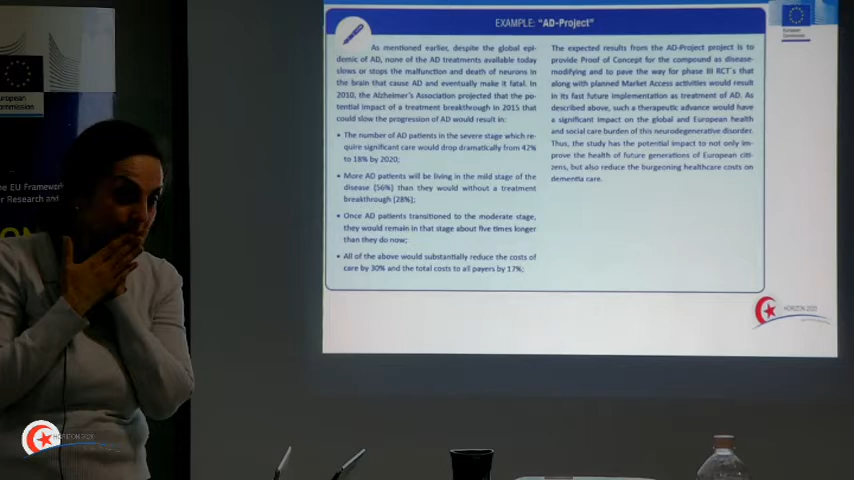 European
Commission
he EU Framework
r Research and
ON
EXAMPLE: "AD-Project"
European
Commission
As mentioned earlier, despite the global epi-
demic of AD, none of the AD treatments available today
slows or stops the malfunction and death of neurons in
the brain that cause AD and eventually make it fatal. In
2010, the Alzheimer's Association projected that the po-
tential impact of a treatment breakthrough in 2015 that
could slow the progression of AD would result in:
• The number of AD patients in the severe stage which re-
quire significant care would drop dramatically from 42%
to 18% by 2020;
• More AD patients will be living in the mild stage of the
disease (56%) than they would without a treatment
breakthrough (28%);
• Once AD patients transitioned to the moderate stage,
they would remain in that stage about five times longer
than they do now;
• All of the above would substantially reduce the costs of
care by 30% and the total costs to all payers by 17%;
The expected results from the AD-Project project is to
provide Proof of Concept for the compound as disease-
modifying and to pave the way for phase III RCT's that
along with planned Market Access activities would result
in its fast future implementation as treatment of AD. As
described above, such a therapeutic advance would have
a significant impact on the global and European health
and social care burden of this neurodegenerative disorder.
Thus, the study has the potential impact to not only im-
prove the health of future generations of European citi-
zens, but also reduce the burgeoning healthcare costs on
dementia care.
HORIZON 2020
HORIZON 2020